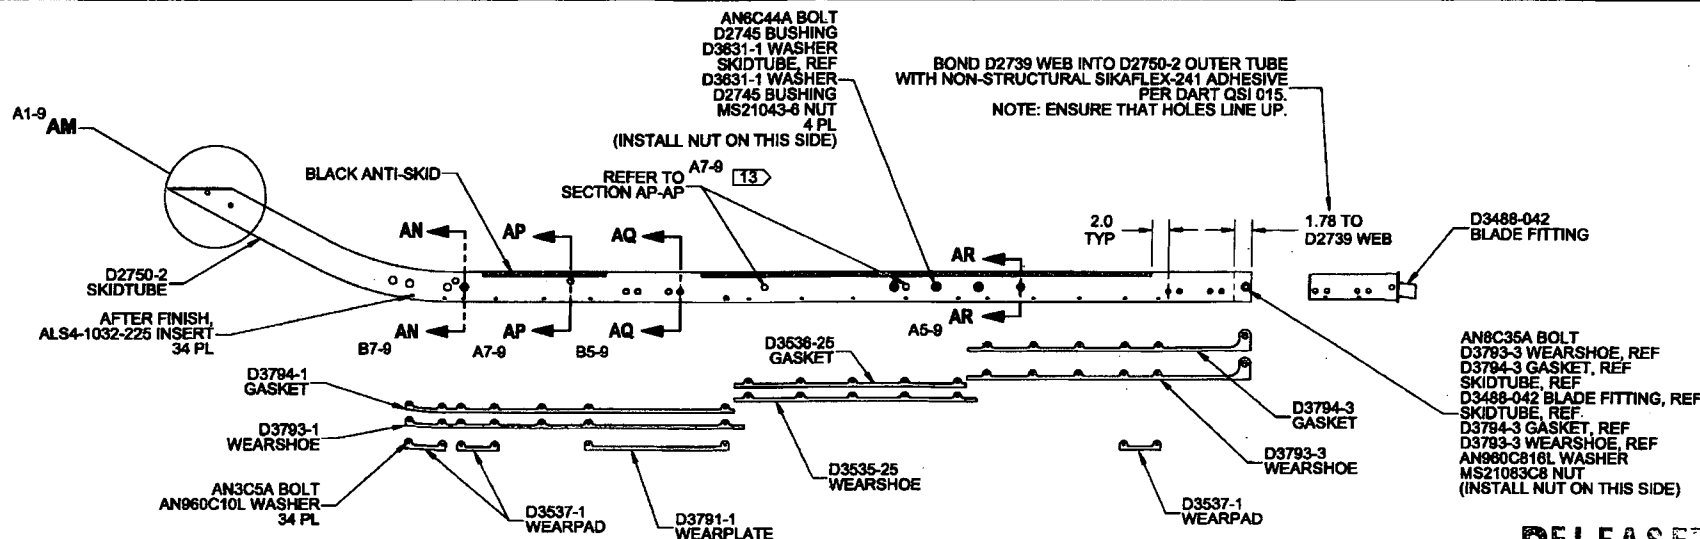 AN6C44A BOLT
D2745 BUSHING
D3631-1 WASHER
SKIDTUBE, REF
D3631-1 WASHER
D2745 BUSHING
MS21043-6 NUT
4 PL
(INSTALL NUT ON THIS SIDE)
BOND D2739 WEB INTO D2750-2 OUTER TUBE
WITH NON-STRUCTURAL SIKAFLEX-241 ADHESIVE
PER DART QSI 015.
NOTE: ENSURE THAT HOLES LINE UP.
A1-9
AM
BLACK ANTI-SKID
REFER TO
SECTION AP-AP
A7-9
13
AN
AP
AQ
AR
2.0
TYP
1.78 TO
D2739 WEB
D3488-042
BLADE FITTING
D2750-2
SKIDTUBE
AFTER FINISH,
ALS4-1032-225 INSERT
34 PL
AN
B7-9
AP
A7-9
AQ
B5-9
AR
A5-9
D3794-1
GASKET
D3793-1
WEARSHOE
AN3C5A BOLT
AN960C10L WASHER
34 PL
D3537-1
WEARPAD
D3791-1
WEARPLATE
D3536-25
GASKET
D3535-25
WEARSHOE
D3794-3
GASKET
D3793-3
WEARSHOE
D3537-1
WEARPAD
AN8C35A BOLT
D3793-3 WEARSHOE, REF
D3794-3 GASKET, REF
SKIDTUBE, REF
D3488-042 BLADE FITTING, REF
SKIDTUBE, REF
D3794-3 GASKET, REF
D3793-3 WEARSHOE, REF
AN960C816L WASHER
MS21083C8 NUT
(INSTALL NUT ON THIS SIDE)